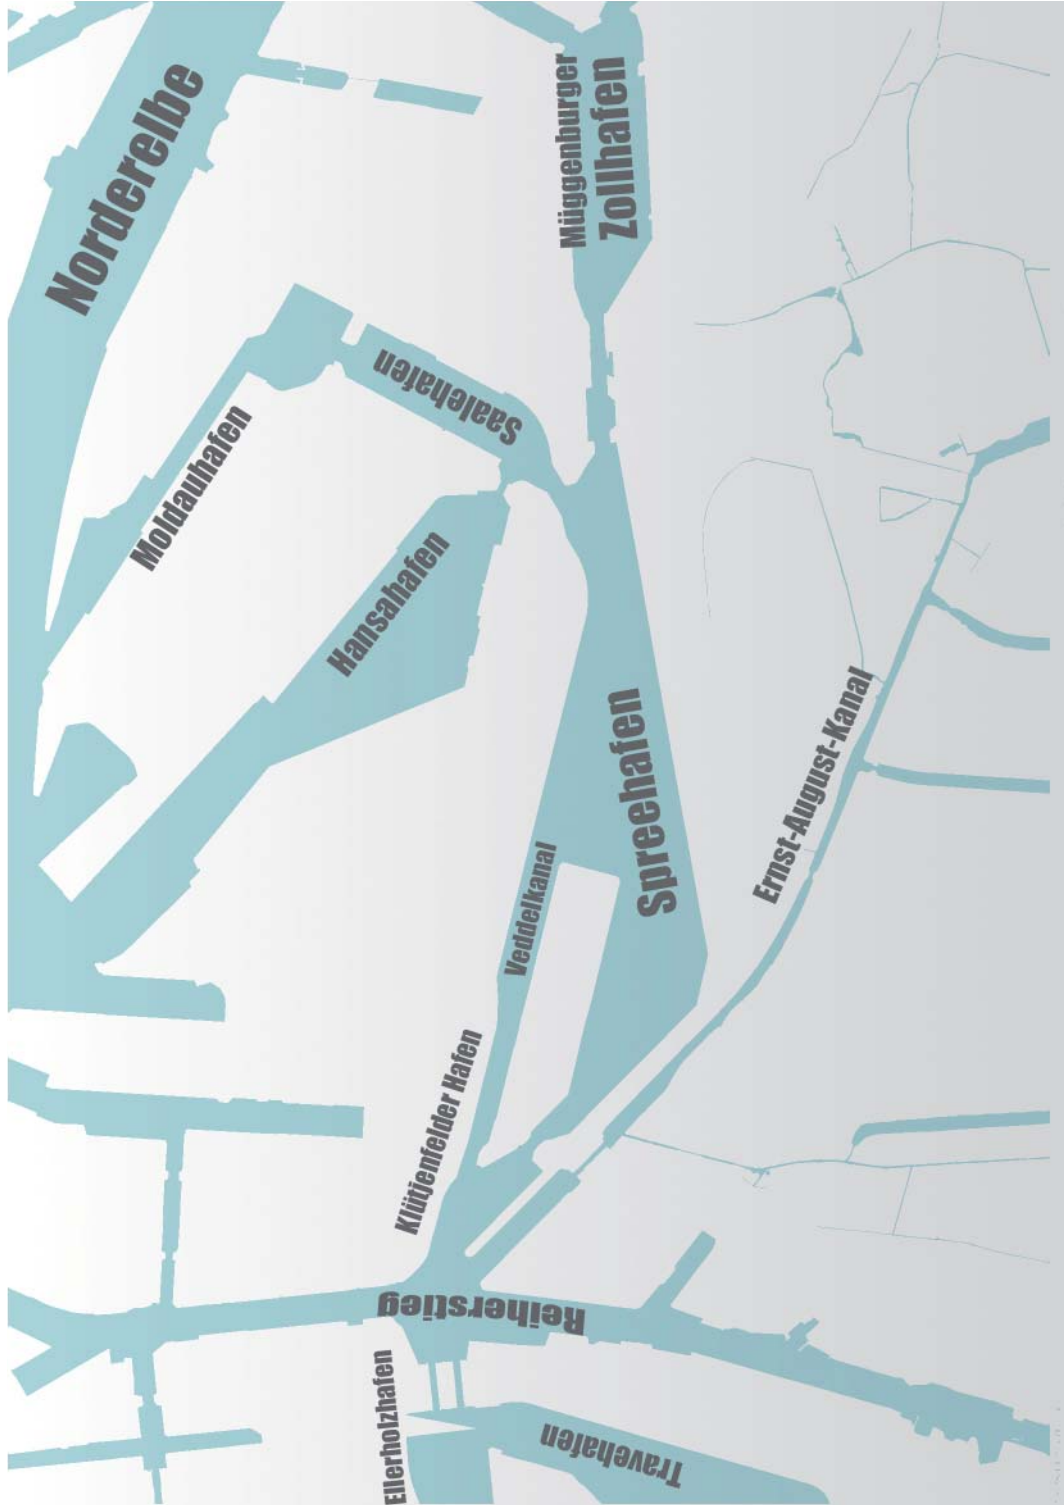 Norderelbe
Müggenburger
Zollhafen
Saalehafen
Moldauhafen
Hansahafen
Spreehafen
Ernst-August-Kanal
Veddelkanal
Klütjenfelder Hafen
Reiherstieg
Ellerholzhafen
Travehafen